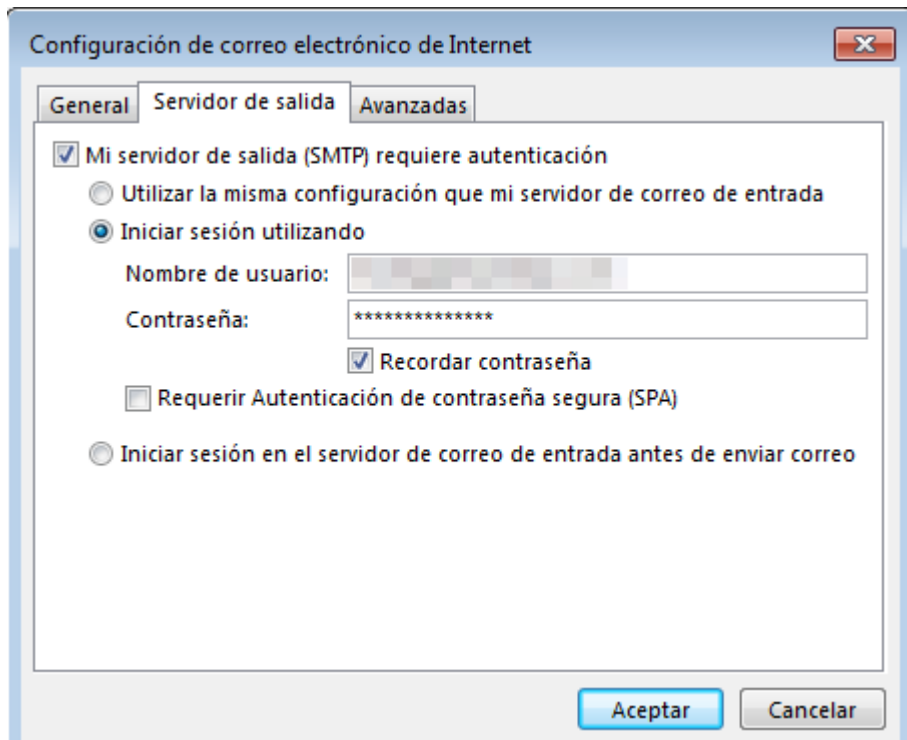 Configuración de correo electrónico de Internet
General Servidor de salida Avanzadas
Mi servidor de salida (SMTP) requiere autenticación
Utilizar la misma configuración que mi servidor de correo de entrada
Iniciar sesión utilizando
Nombre de usuario:
Contraseña: **************
Recordar contraseña
Requerir Autenticación de contraseña segura (SPA)
Iniciar sesión en el servidor de correo de entrada antes de enviar correo
Aceptar Cancelar